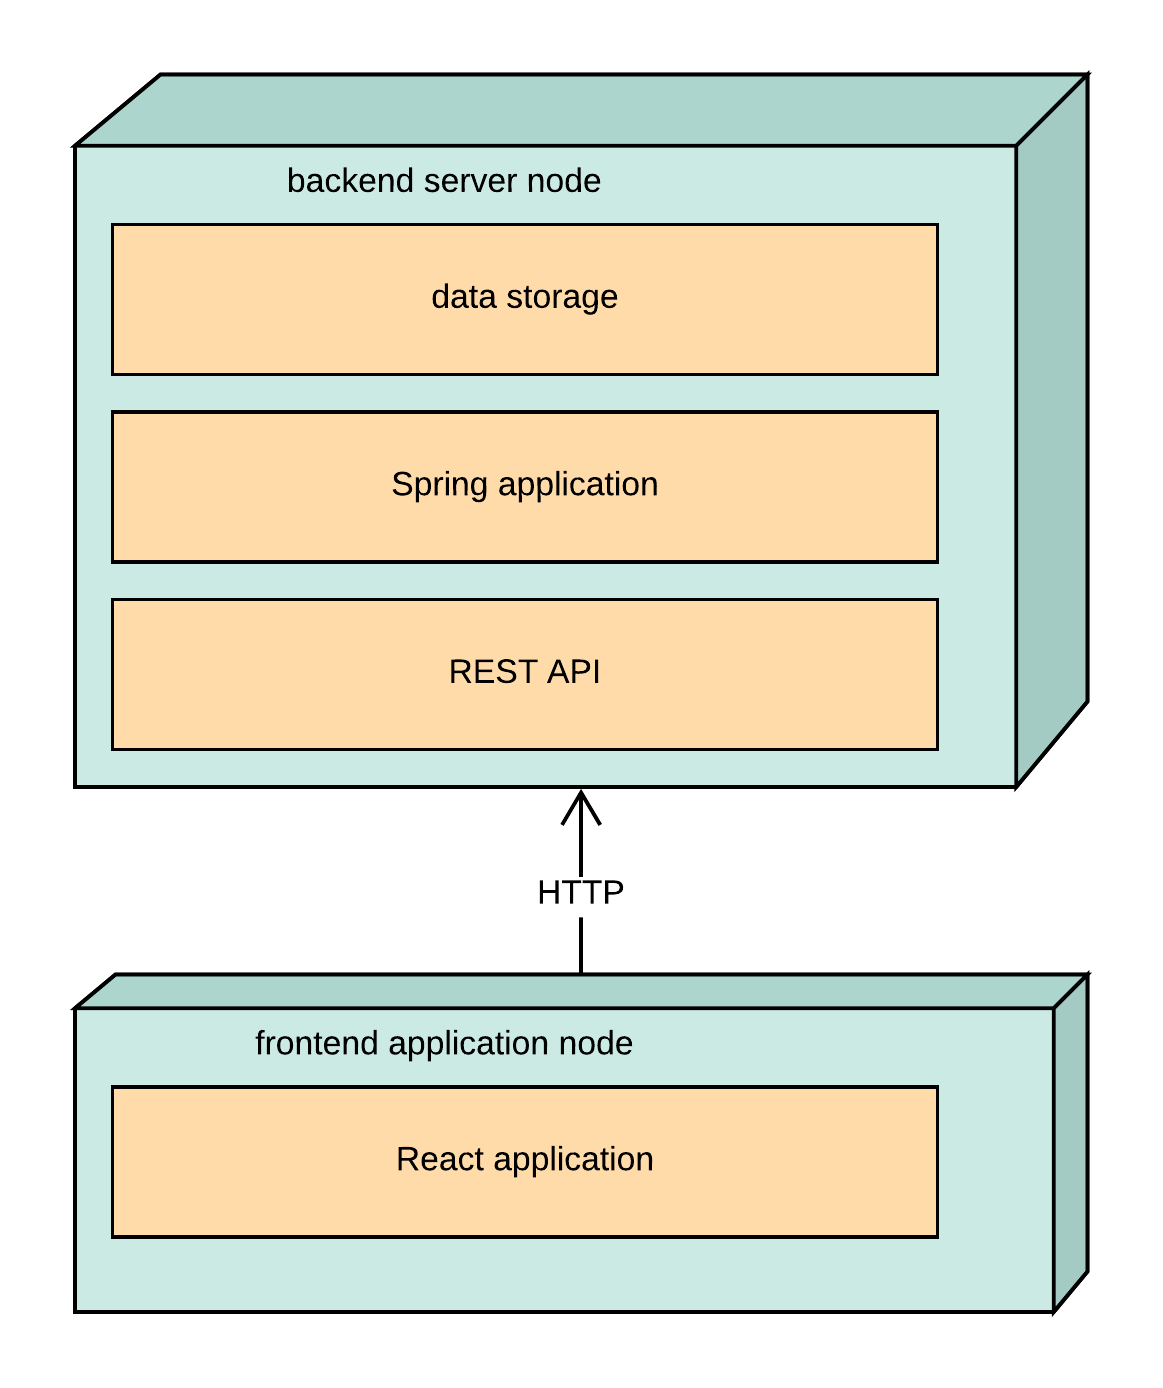 backend server node
data storage
Spring application
REST API
HTTP
frontend application node
React application